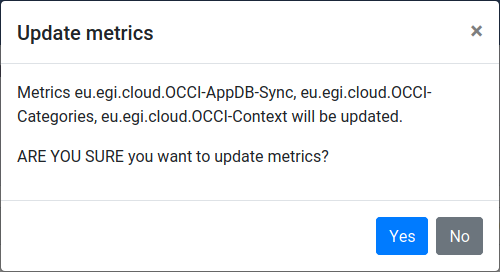 Update metrics ×
Metrics eu.egi.cloud.OCCI-AppDB-Sync, eu.egi.cloud.OCCI-
Categories, eu.egi.cloud.OCCI-Context will be updated.
ARE YOU SURE you want to update metrics?
Yes No